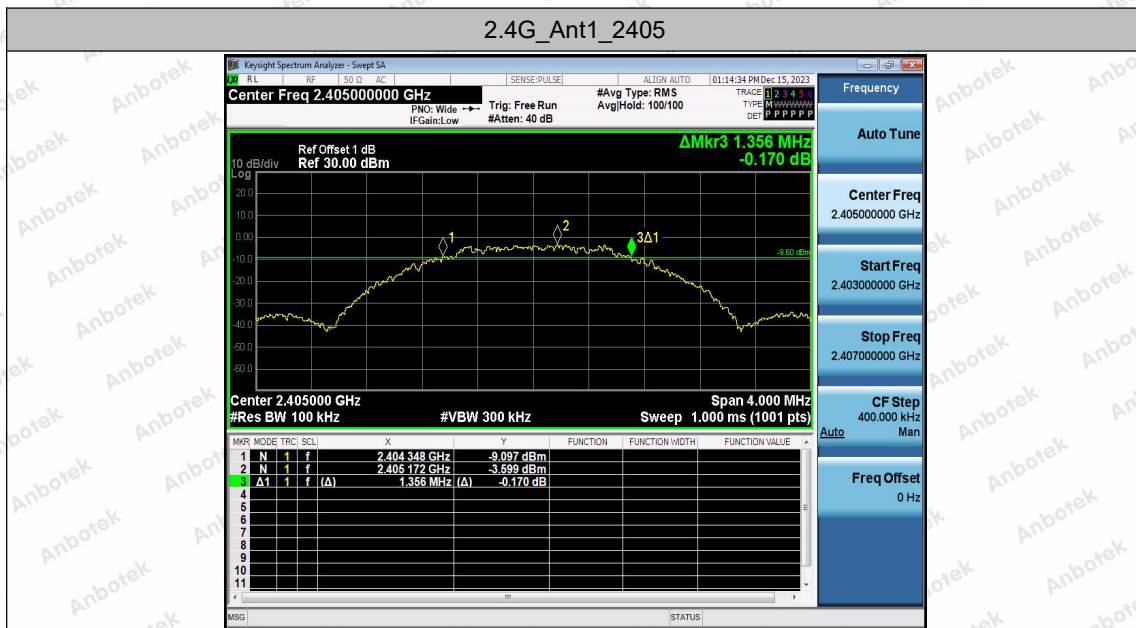 2.4G_Ant1_2405
Keysight Spectrum Analyzer - Swept SA
RL RF 50 Ω AC SENSE:PULSE ALIGN AUTO 01:14:34 PM Dec 15, 2023
Center Freq 2.405000000 GHz
PNO: Wide
IFGain:Low
Trig: Free Run
#Atten: 40 dB
#Avg Type: RMS
Avg|Hold: 100/100
TRACE 1 2 3 4 5 6
TYPE M WWWWW
DET P P P P P P
Frequency
Auto Tune
Center Freq
2.405000000 GHz
Start Freq
2.403000000 GHz
Stop Freq
2.407000000 GHz
CF Step
400.000 kHz
Auto Man
Freq Offset
0 Hz
ΔMkr3 1.356 MHz
-0.170 dB
Ref Offset 1 dB
10 dB/div Ref 30.00 dBm
Log
20.0
10.0
0.00
-10.0
-20.0
-30.0
-40.0
-50.0
-60.0
1
2
3Δ1
-9.60 dBm
Center 2.405000 GHz Span 4.000 MHz
#Res BW 100 kHz #VBW 300 kHz Sweep 1.000 ms (1001 pts)
MKR MODE TRC SCL X Y FUNCTION FUNCTION WIDTH FUNCTION VALUE
1 N 1 f 2.404 348 GHz -9.097 dBm
2 N 1 f 2.405 172 GHz -3.599 dBm
3 Δ1 1 f (Δ) 1.356 MHz (Δ) -0.170 dB
4
5
6
7
8
9
10
11
MSG STATUS